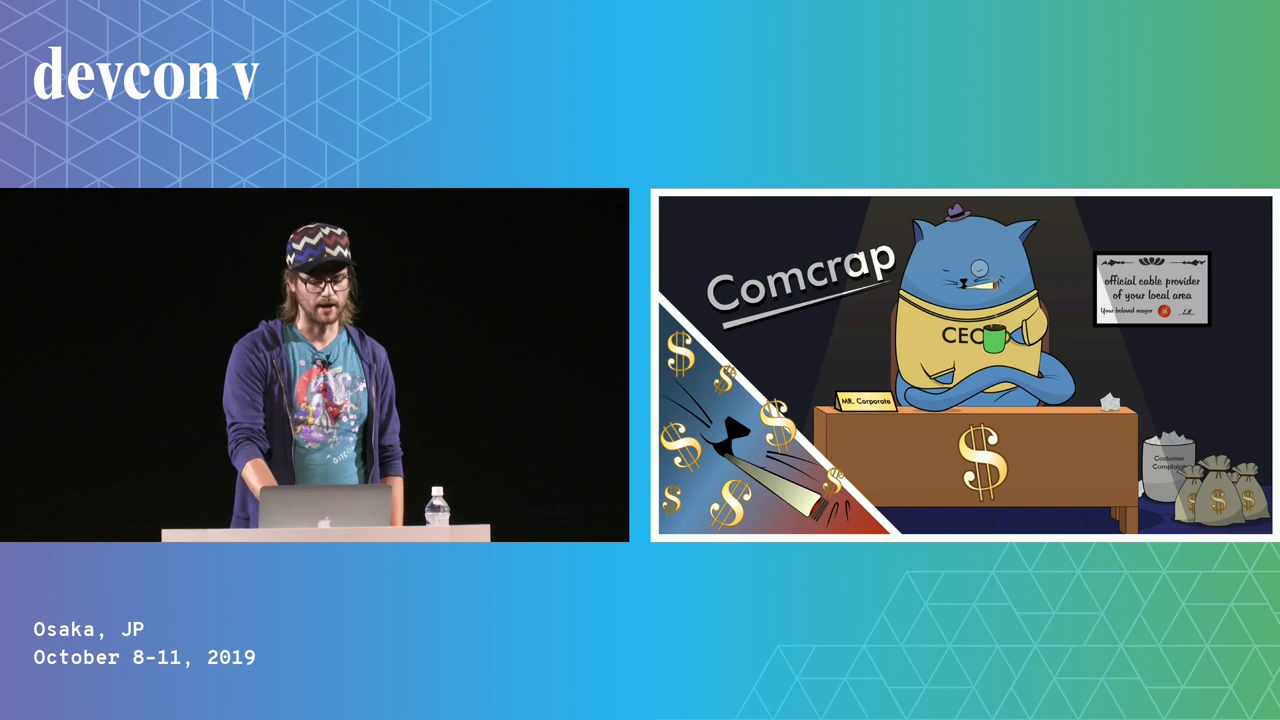 devcon v
Comcrap
CEO
official cable provider
of your local area
Your beloved mayor
MR. Corporate
Costumer
Osaka, JP
October 8-11, 2019